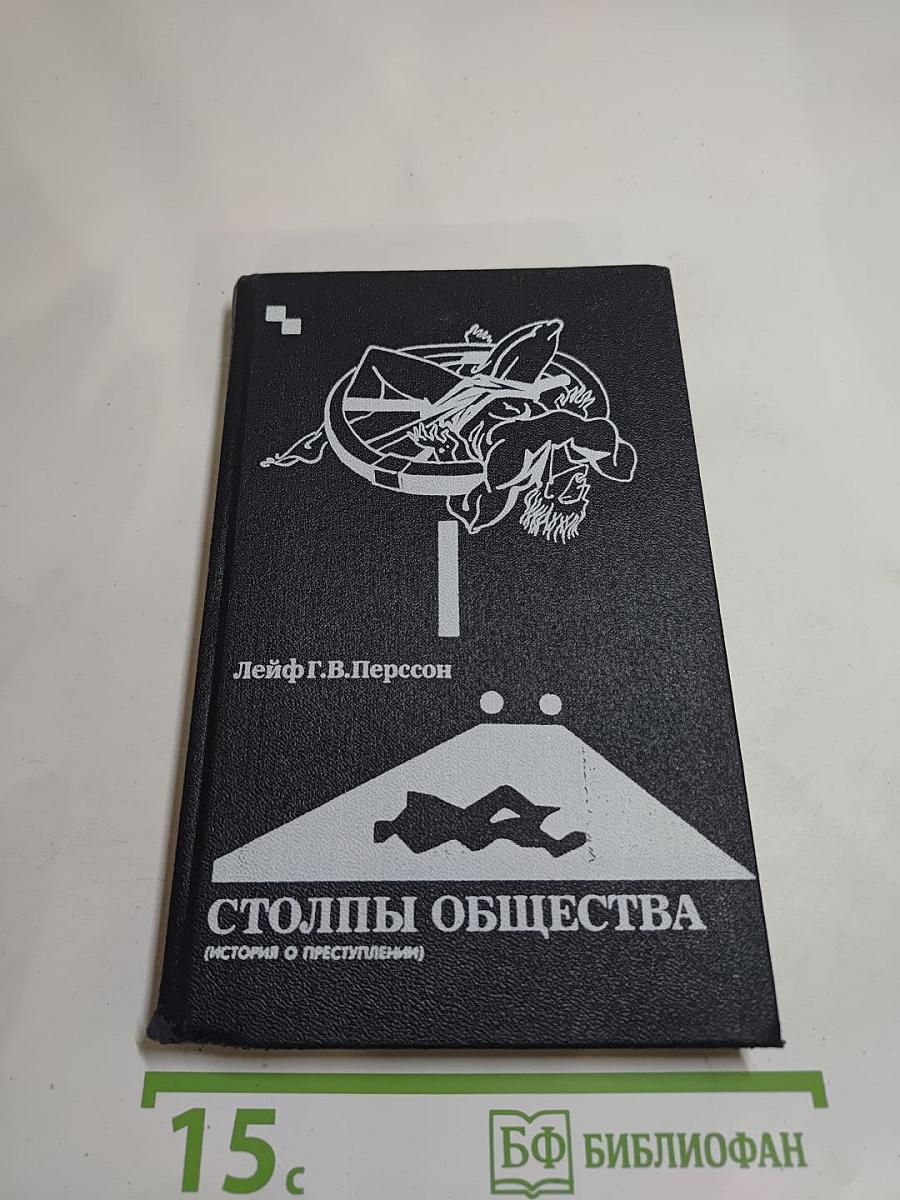 Лейф Г.В.Перссон
СТОЛПЫ ОБЩЕСТВА
(ИСТОРИЯ О ПРЕСТУПЛЕНИИ)
15с
БФ БИБЛИОФАН